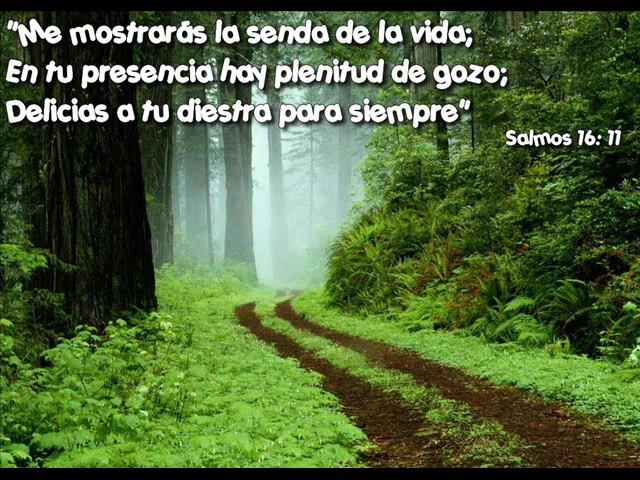 "Me mostrarás la senda de la vida;
En tu presencia hay plenitud de gozo;
Delicias a tu diestra para siempre"
Salmos 16: 11